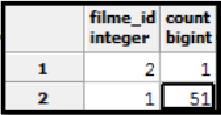 filme_id count
integer bigint
1 2 1
2 1 51